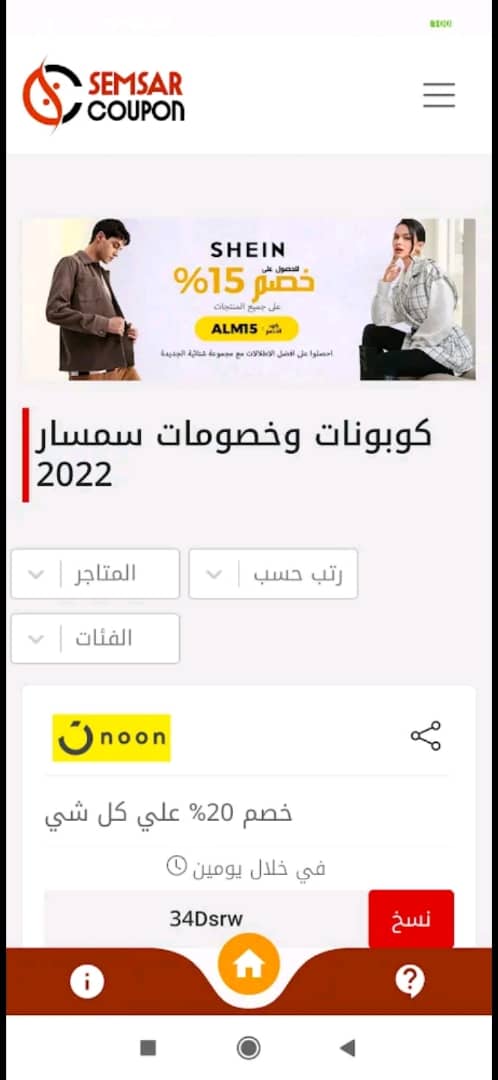 SEMSAR
COUPON
SHEIN
للحصول على
خصم 15%
على جميع المنتجات
ALM15
احصلوا على افضل الاطلالات مع مجموعة شتائية الجديدة
كوبونات وخصومات سمسار
2022
رتب حسب
المتاجر
الفئات
noon
خصم 20% علي كل شي
في خلال يومين
34Dsrw
نسخ